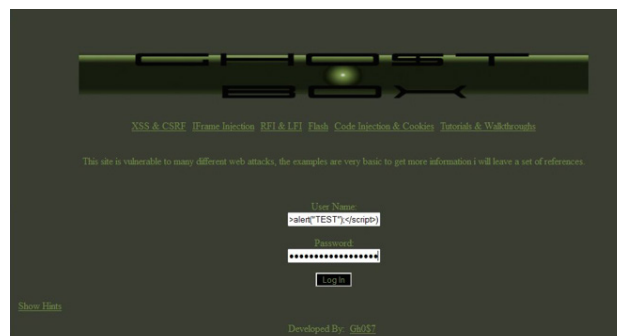 GHOST
BOX
XSS & CSRF IFrame Injection RFI & LFI Flash Code Injection & Cookies Tutorials & Walkthroughs
This site is vulnerable to many different web attacks, the examples are very basic to get more information i will leave a set of references.
User Name:
>alert("TEST");</script>)
Password:
Log In
Show Hints
Developed By: Gh0$7